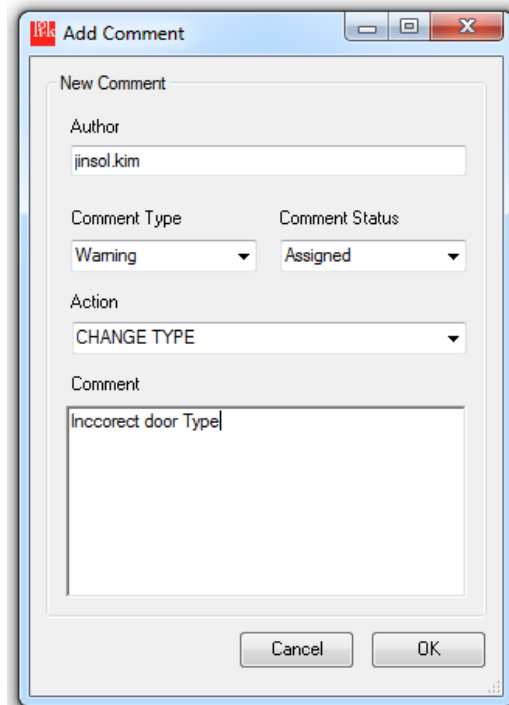 Add Comment
New Comment
Author
jinsol.kim
Comment Type Comment Status
Warning Assigned
Action
CHANGE TYPE
Comment
Inccorect door Type
Cancel OK